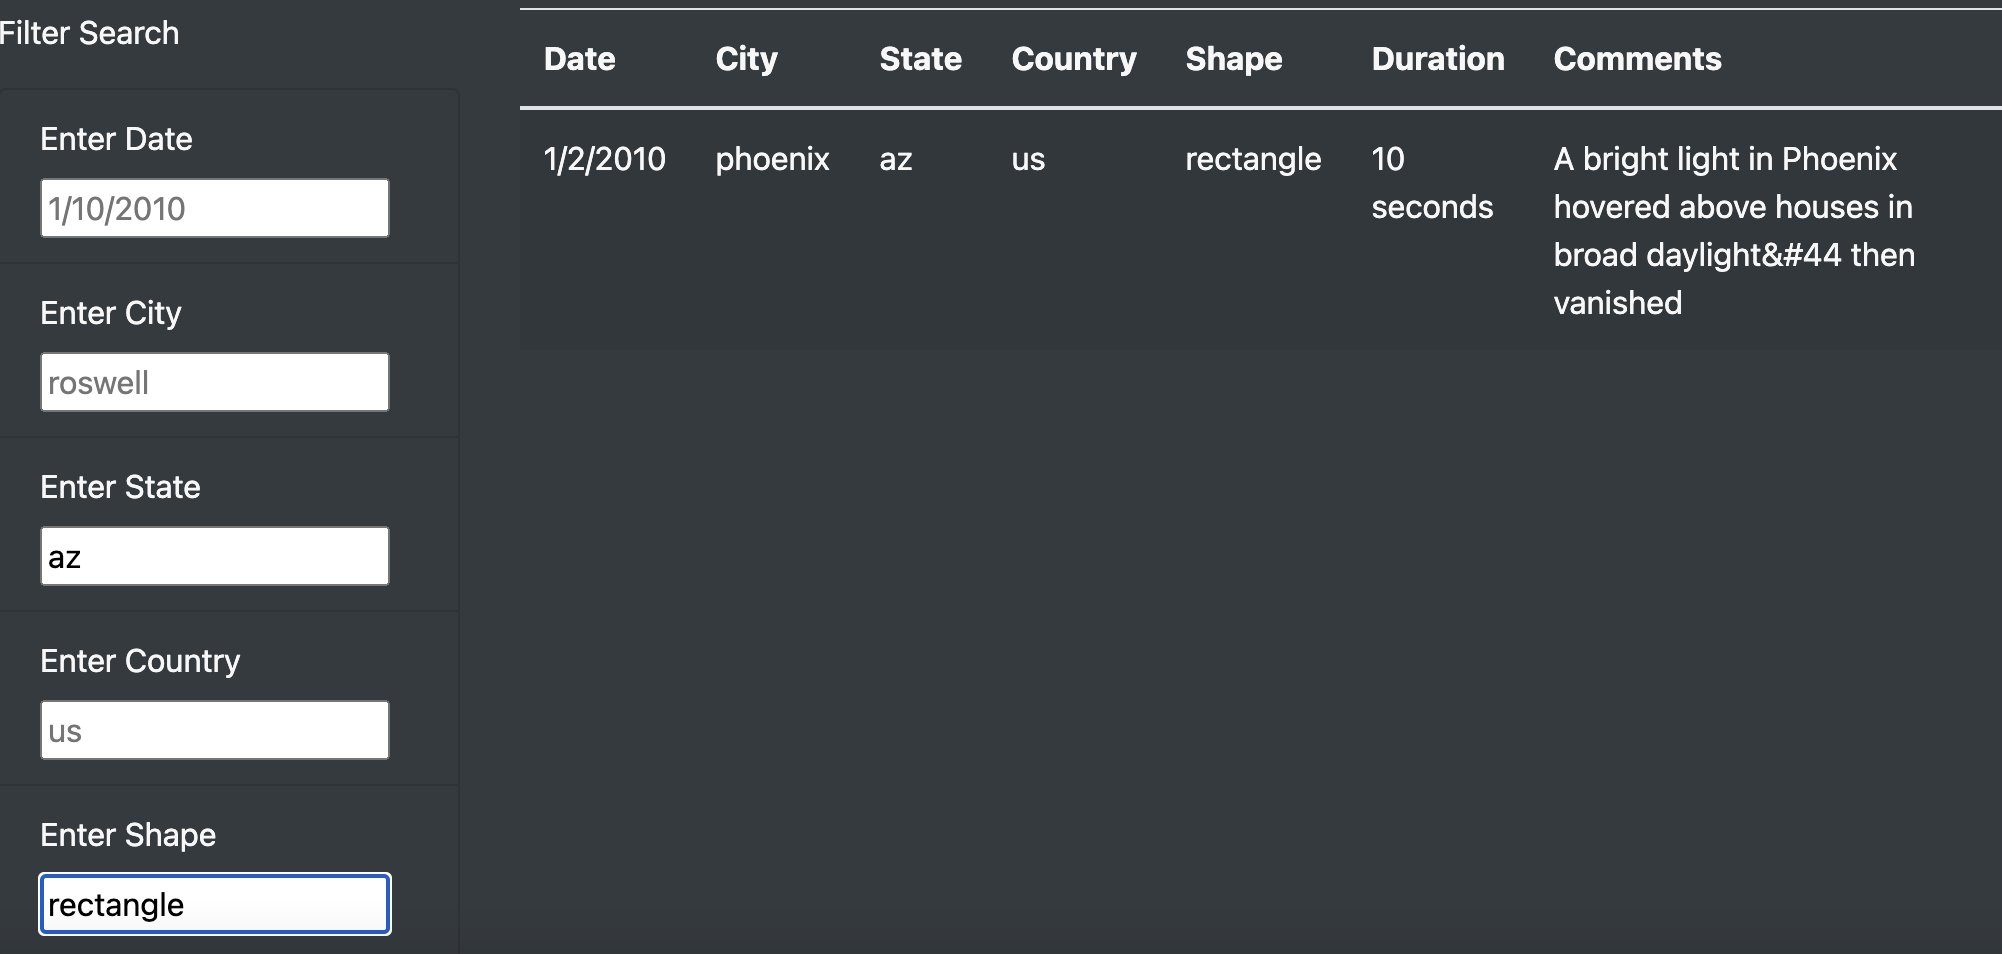 Filter Search
Enter Date
1/10/2010
Enter City
roswell
Enter State
az
Enter Country
us
Enter Shape
rectangle
Date City State Country Shape Duration Comments
1/2/2010 phoenix az us rectangle 10 A bright light in Phoenix
seconds hovered above houses in
broad daylight&#44 then
vanished